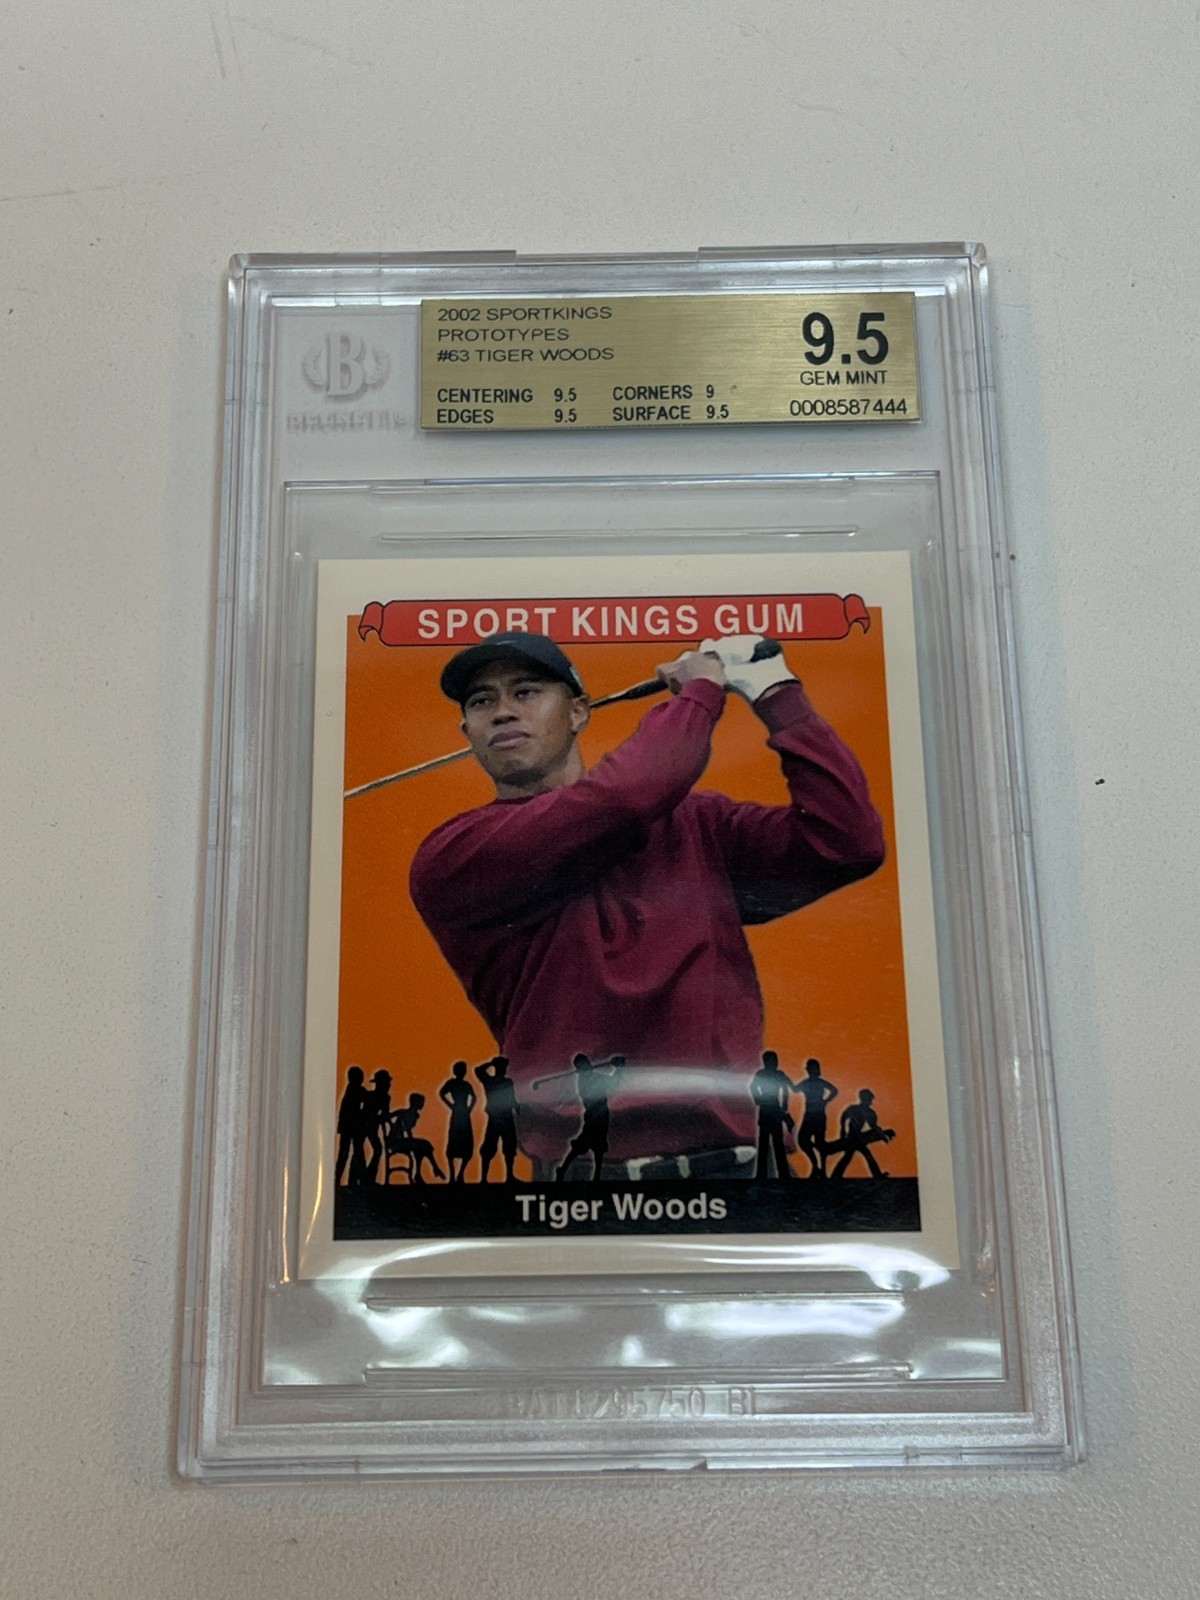 2002 SPORTKINGS
PROTOTYPES
#63 TIGER WOODS
CENTERING 9.5 CORNERS 9
EDGES 9.5 SURFACE 9.5
9.5
GEM MINT
0008587444
B
BECKETT
SPORT KINGS GUM
Tiger Woods